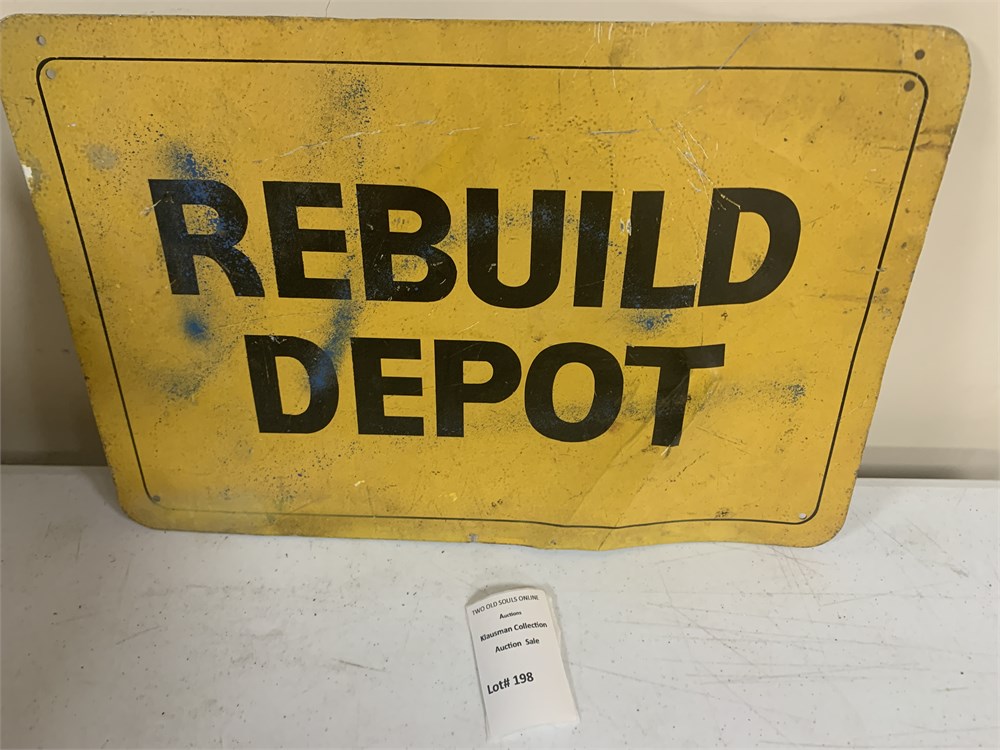 REBUILD
DEPOT
TWO OLD SOULS ONLINE
Auctions
Klausman Collection
Auction Sale
Lot# 198